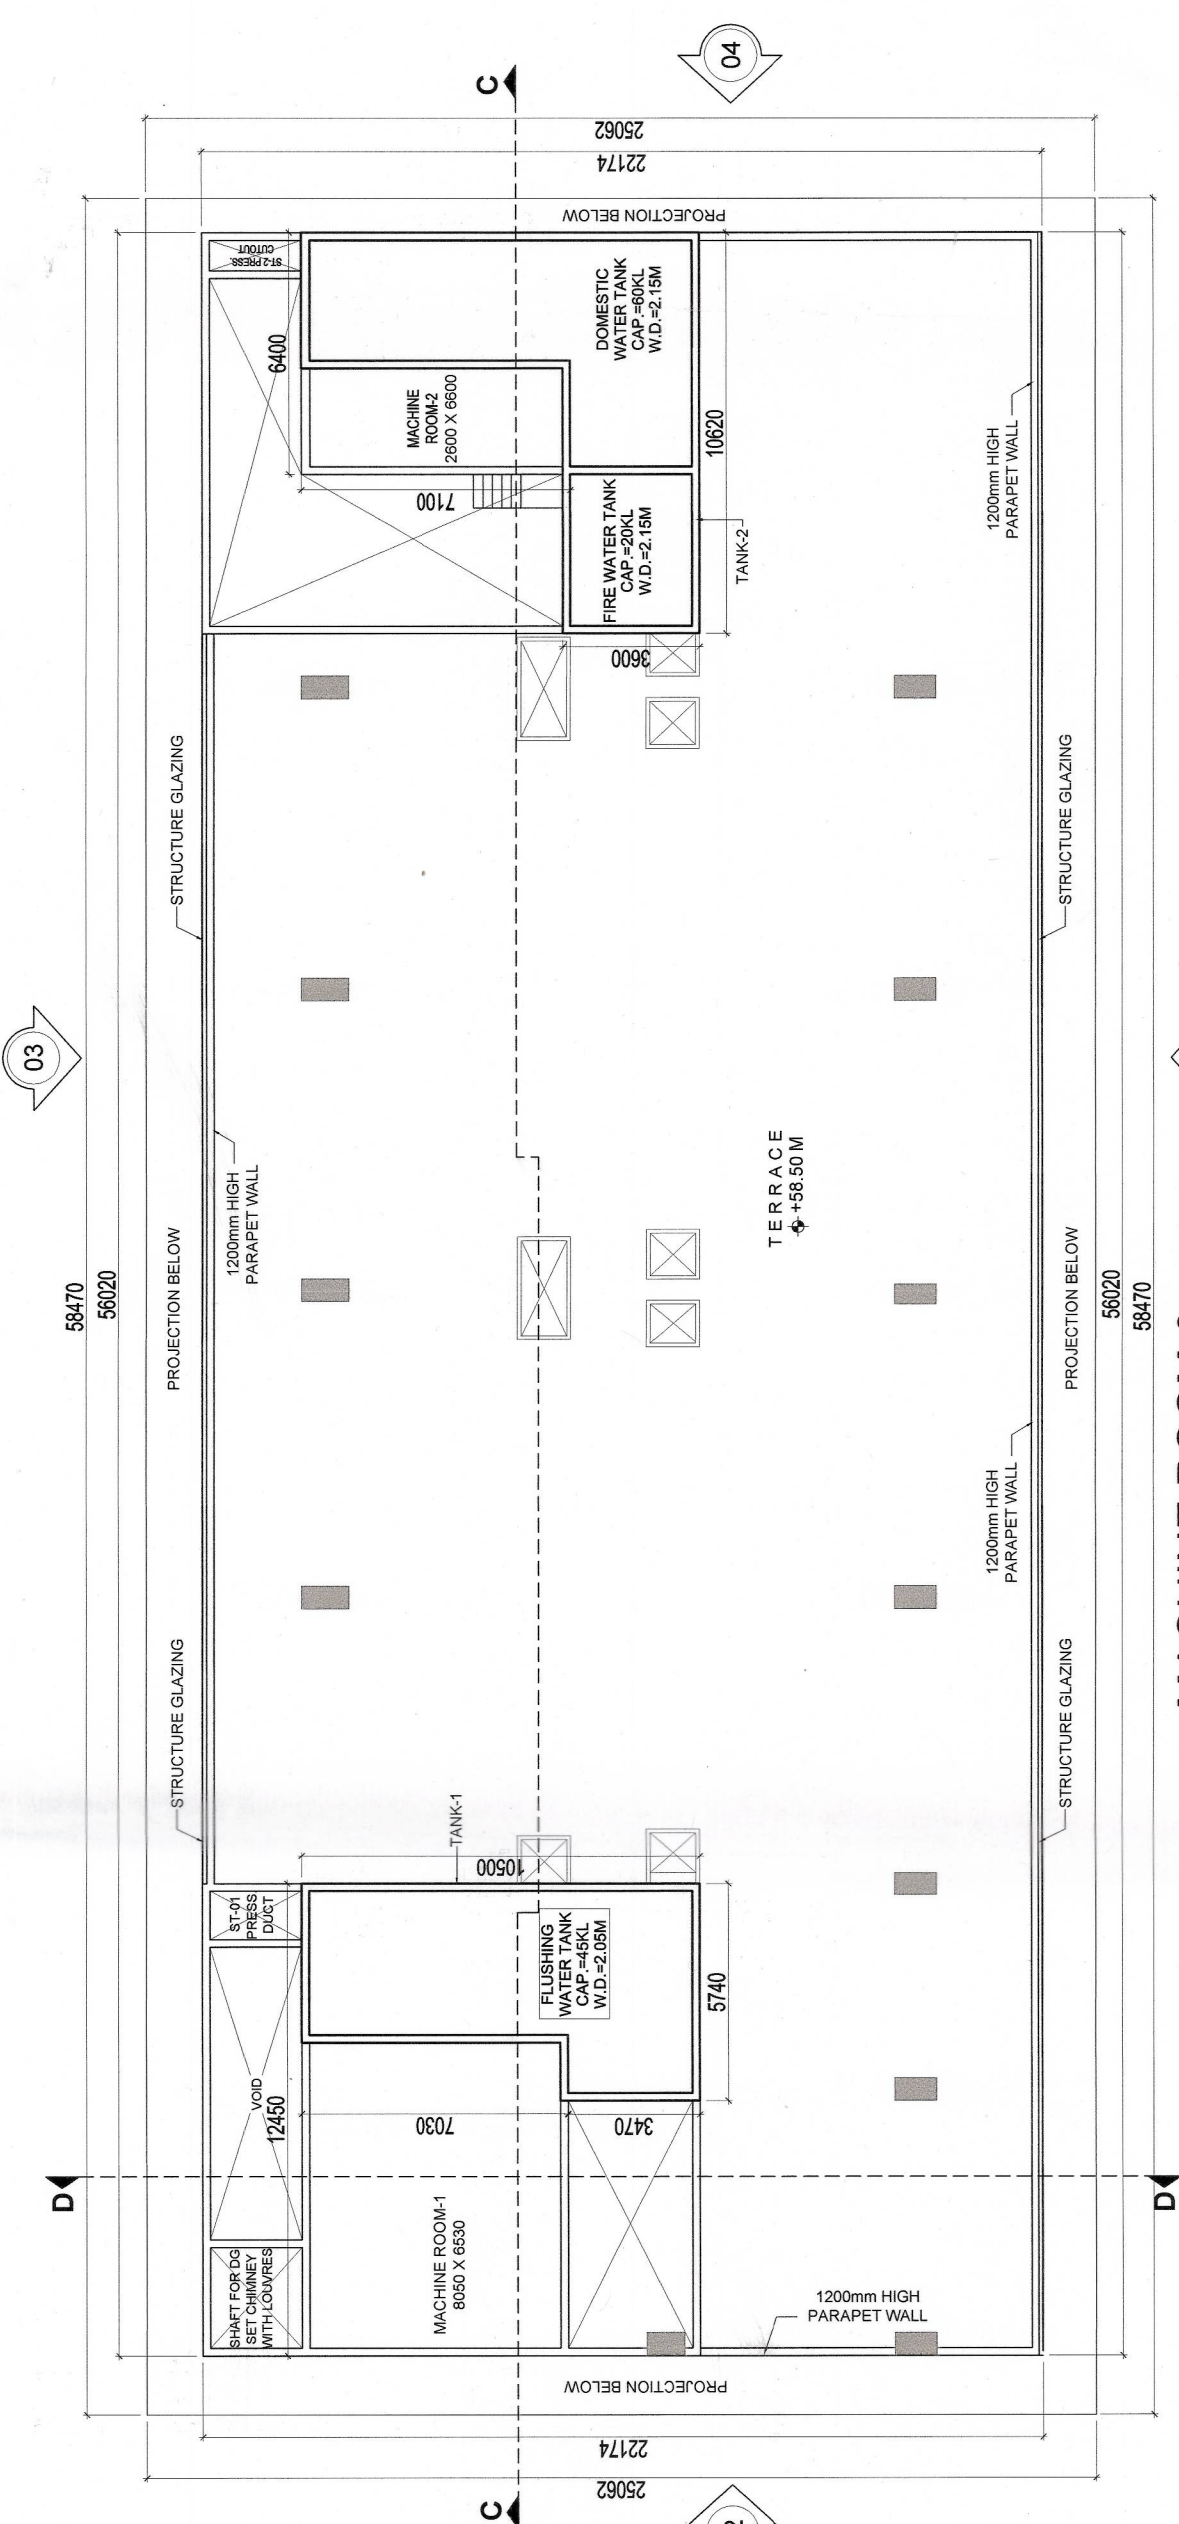 04
C
25062
22174
PROJECTION BELOW
ST-2 PRESS.
CUTOUT
6400
MACHINE
ROOM-2
2600 X 6600
DOMESTIC
WATER TANK
CAP.=60KL
W.D.=2.15M
7100
10620
FIRE WATER TANK
CAP.=20KL
W.D.=2.15M
TANK-2
3600
1200mm HIGH
PARAPET WALL
STRUCTURE GLAZING
STRUCTURE GLAZING
03
1200mm HIGH
PARAPET WALL
TERRACE
+58.50 M
58470
56020
PROJECTION BELOW
PROJECTION BELOW
56020
58470
1200mm HIGH
PARAPET WALL
STRUCTURE GLAZING
STRUCTURE GLAZING
TANK-1
10500
ST-01
PRESS.
DUCT
FLUSHING
WATER TANK
CAP.=45KL
W.D.=2.05M
5740
VOID
12450
7030
3470
D
D
MACHINE ROOM-1
8050 X 6530
SHAFT FOR DG
SET CHIMNEY
WITH LOUVRES
1200mm HIGH
PARAPET WALL
PROJECTION BELOW
22174
25062
C